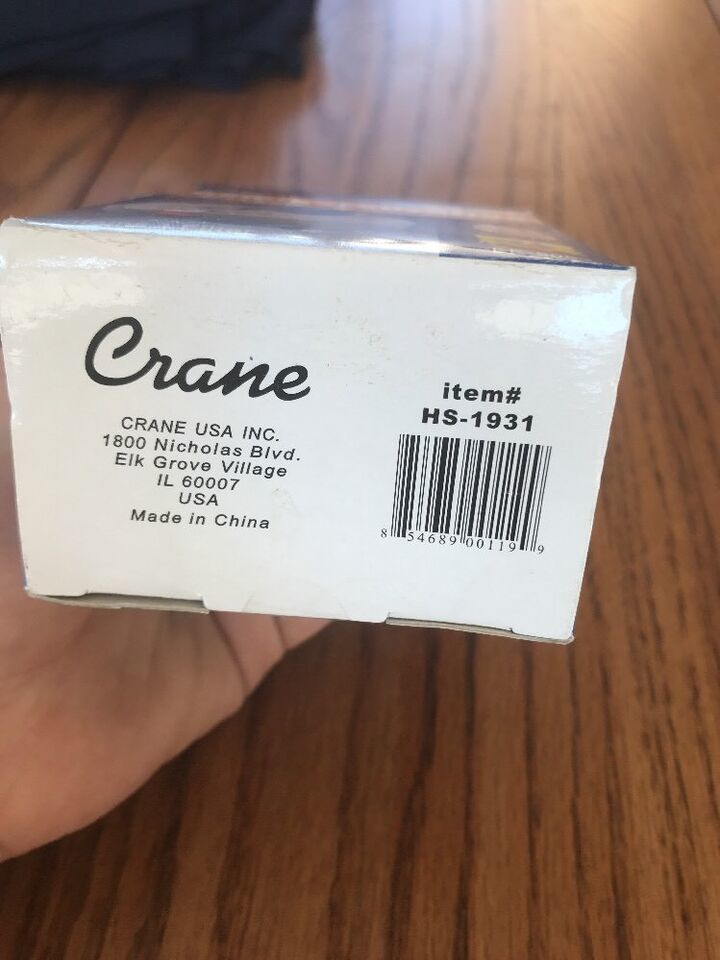 Crane
CRANE USA INC.
1800 Nicholas Blvd.
Elk Grove Village
IL 60007
USA
Made in China
item#
HS-1931
8 54689 00119 9